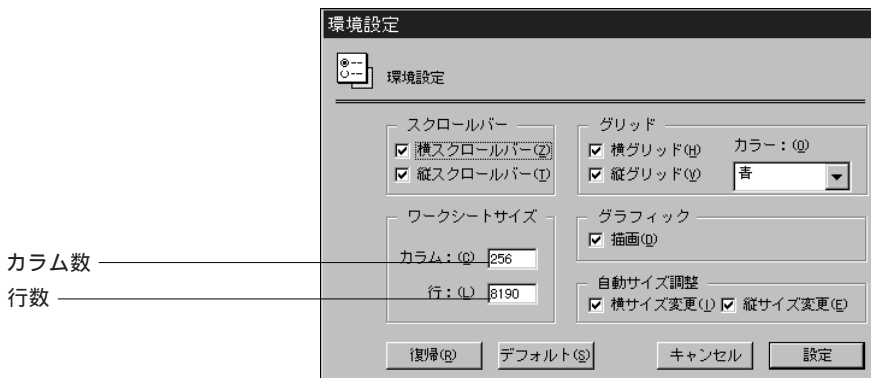 環境設定
環境設定
スクロールバー
横スクロールバー(Z)
縦スクロールバー(T)
グリッド
横グリッド(H)
縦グリッド(V)
カラー：(O)
青
ワークシートサイズ
カラム：(C) 256
行：(L) 8190
グラフィック
描画(D)
自動サイズ調整
横サイズ変更(I) 縦サイズ変更(E)
カラム数
行数
復帰(R) デフォルト(S) キャンセル 設定